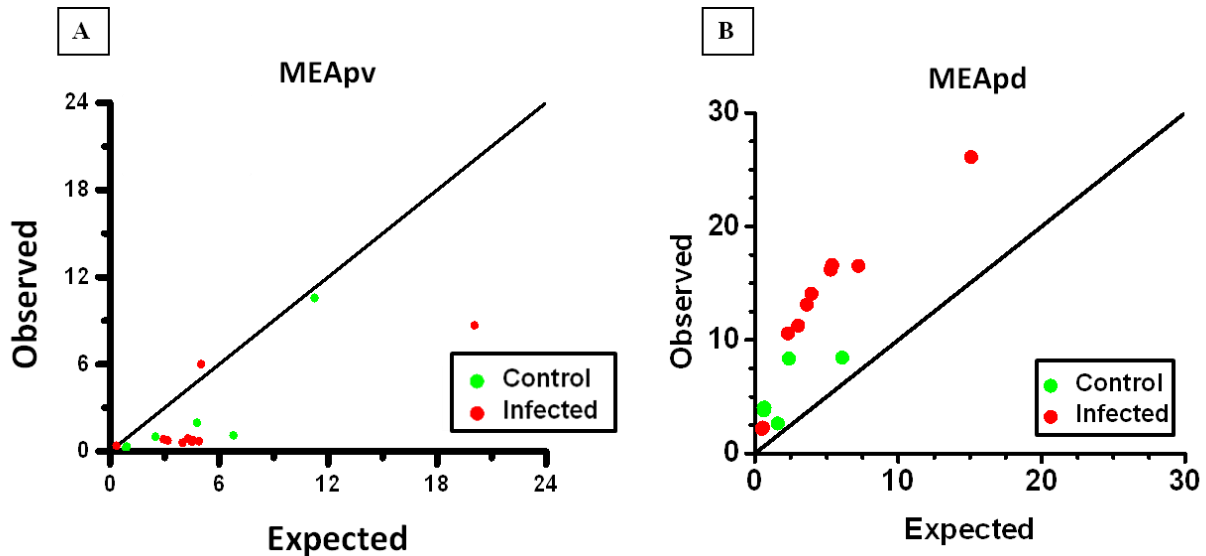 A
MEApv
24
18
12
6
0
0
6
12
18
24
Observed
Expected
Control
Infected
B
MEApd
30
20
10
0
0
10
20
30
Observed
Expected
Control
Infected